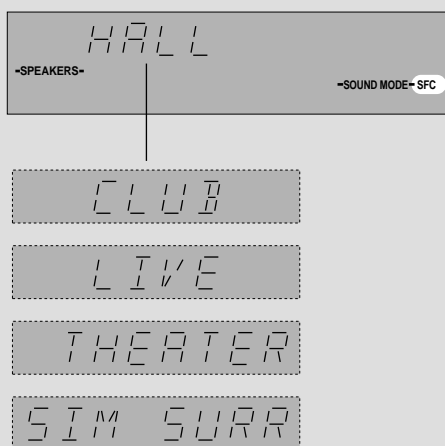 HALL
-SPEAKERS-
-SOUND MODE- SFC
CLUB
LIVE
THEATER
SIM SURR